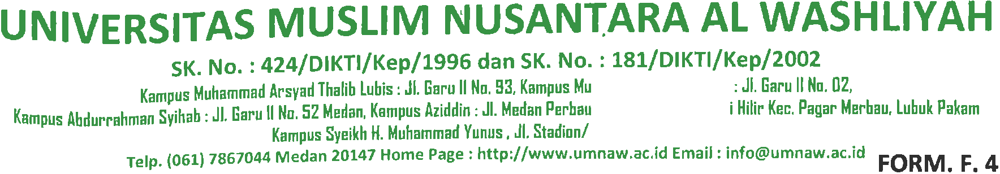 UNIVERSITAS MUSLIM NUSANTARA AL WASHLIYAH
SK. No. : 424/DIKTI/Kep/1996 dan SK. No. : 181/DIKTI/Kep/2002
Kampus Muhammad Arsyad Thalib Lubis : Jl. Garu II No. 93, Kampus Mu : Jl. Garu II No. 02,
Kampus Abdurrahman Syihab : Jl. Garu II No. 52 Medan, Kampus Aziddin : Jl. Medan Perbau i Hilir Kec. Pagar Merbau, Lubuk Pakam
Kampus Syeikh H. Muhammad Yunus , Jl. Stadion/
Telp. (061) 7867044 Medan 20147 Home Page : http://www.umnaw.ac.id Email : info@umnaw.ac.id
FORM. F. 4